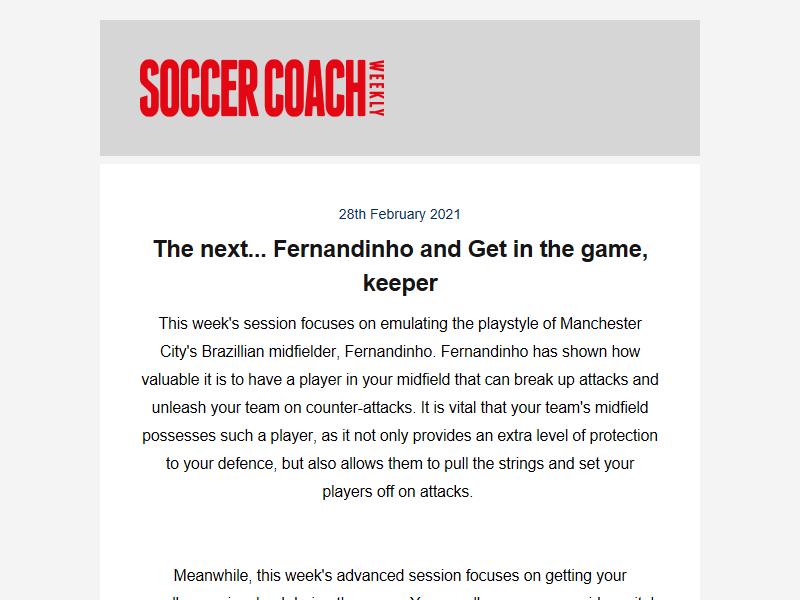 SOCCER COACH WEEKLY
28th February 2021
The next... Fernandinho and Get in the game,
keeper
This week's session focuses on emulating the playstyle of Manchester
City's Brazillian midfielder, Fernandinho. Fernandinho has shown how
valuable it is to have a player in your midfield that can break up attacks and
unleash your team on counter-attacks. It is vital that your team's midfield
possesses such a player, as it not only provides an extra level of protection
to your defence, but also allows them to pull the strings and set your
players off on attacks.
Meanwhile, this week's advanced session focuses on getting your